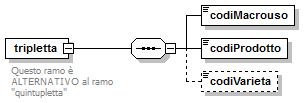 codiMacrouso
tripletta
codiProdotto
Questo ramo è
ALTERNATIVO al ramo
"quintupletta"
codiVarieta